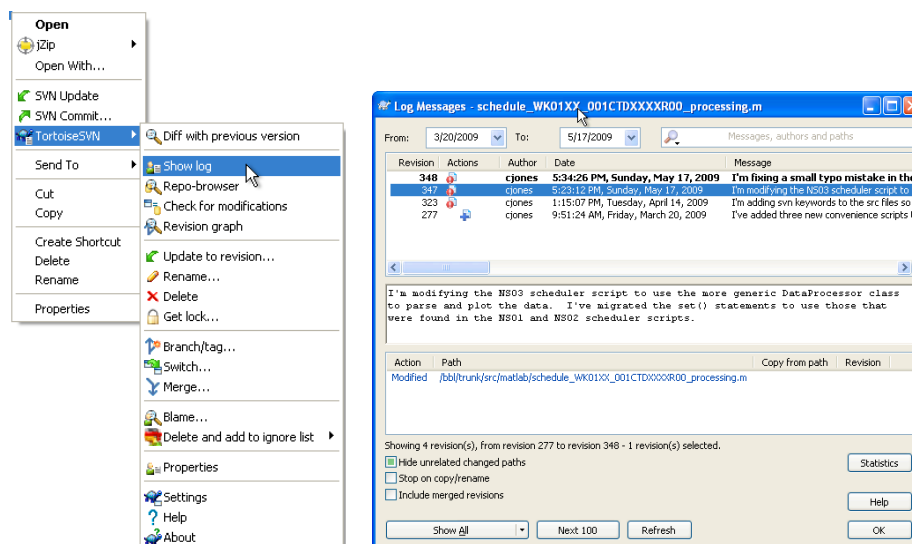 Open
jZip
Open With...
SVN Update
SVN Commit...
TortoiseSVN
Send To
Cut
Copy
Create Shortcut
Delete
Rename
Properties
Diff with previous version
Show log
Repo-browser
Check for modifications
Revision graph
Update to revision...
Rename...
Delete
Get lock...
Branch/tag...
Switch...
Merge...
Blame...
Delete and add to ignore list
Properties
Settings
Help
About
Log Messages - schedule_WK01XX_001CTDXXXXR00_processing.m
From: 3/20/2009 To: 5/17/2009 Messages, authors and paths
Revision Actions Author Date Message
348 cjones 5:34:26 PM, Sunday, May 17, 2009 I'm fixing a small typo mistake in the
347 cjones 5:23:12 PM, Sunday, May 17, 2009 I'm modifying the NS03 scheduler script to
323 cjones 1:15:07 PM, Tuesday, April 14, 2009 I'm adding svn keywords to the src files so
277 cjones 9:51:24 AM, Friday, March 20, 2009 I've added three new convenience scripts
I'm modifying the NS03 scheduler script to use the more generic DataProcessor class
to parse and plot the data.  I've migrated the set() statements to use those that
were found in the NS01 and NS02 scheduler scripts.
Action Path Copy from path Revision
Modified /bbl/trunk/src/matlab/schedule_WK01XX_001CTDXXXXR00_processing.m
Showing 4 revision(s), from revision 277 to revision 348 - 1 revision(s) selected.
Hide unrelated changed paths
Statistics
Stop on copy/rename
Include merged revisions
Help
Show All Next 100 Refresh OK